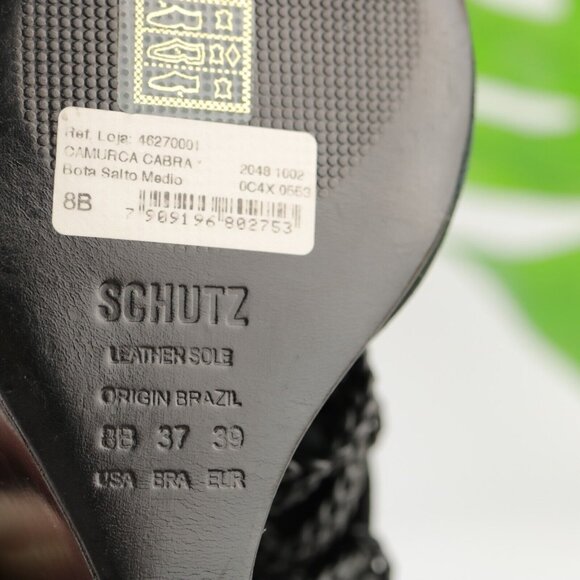 Ref. Loja: 46270001
CAMURCA CABRA * 2048 1002
Bota Salto Medio 0C4X 0553
8B 7 909196 802753
SCHUTZ
LEATHER SOLE
ORIGIN BRAZIL
8B 37 39
USA BRA EUR